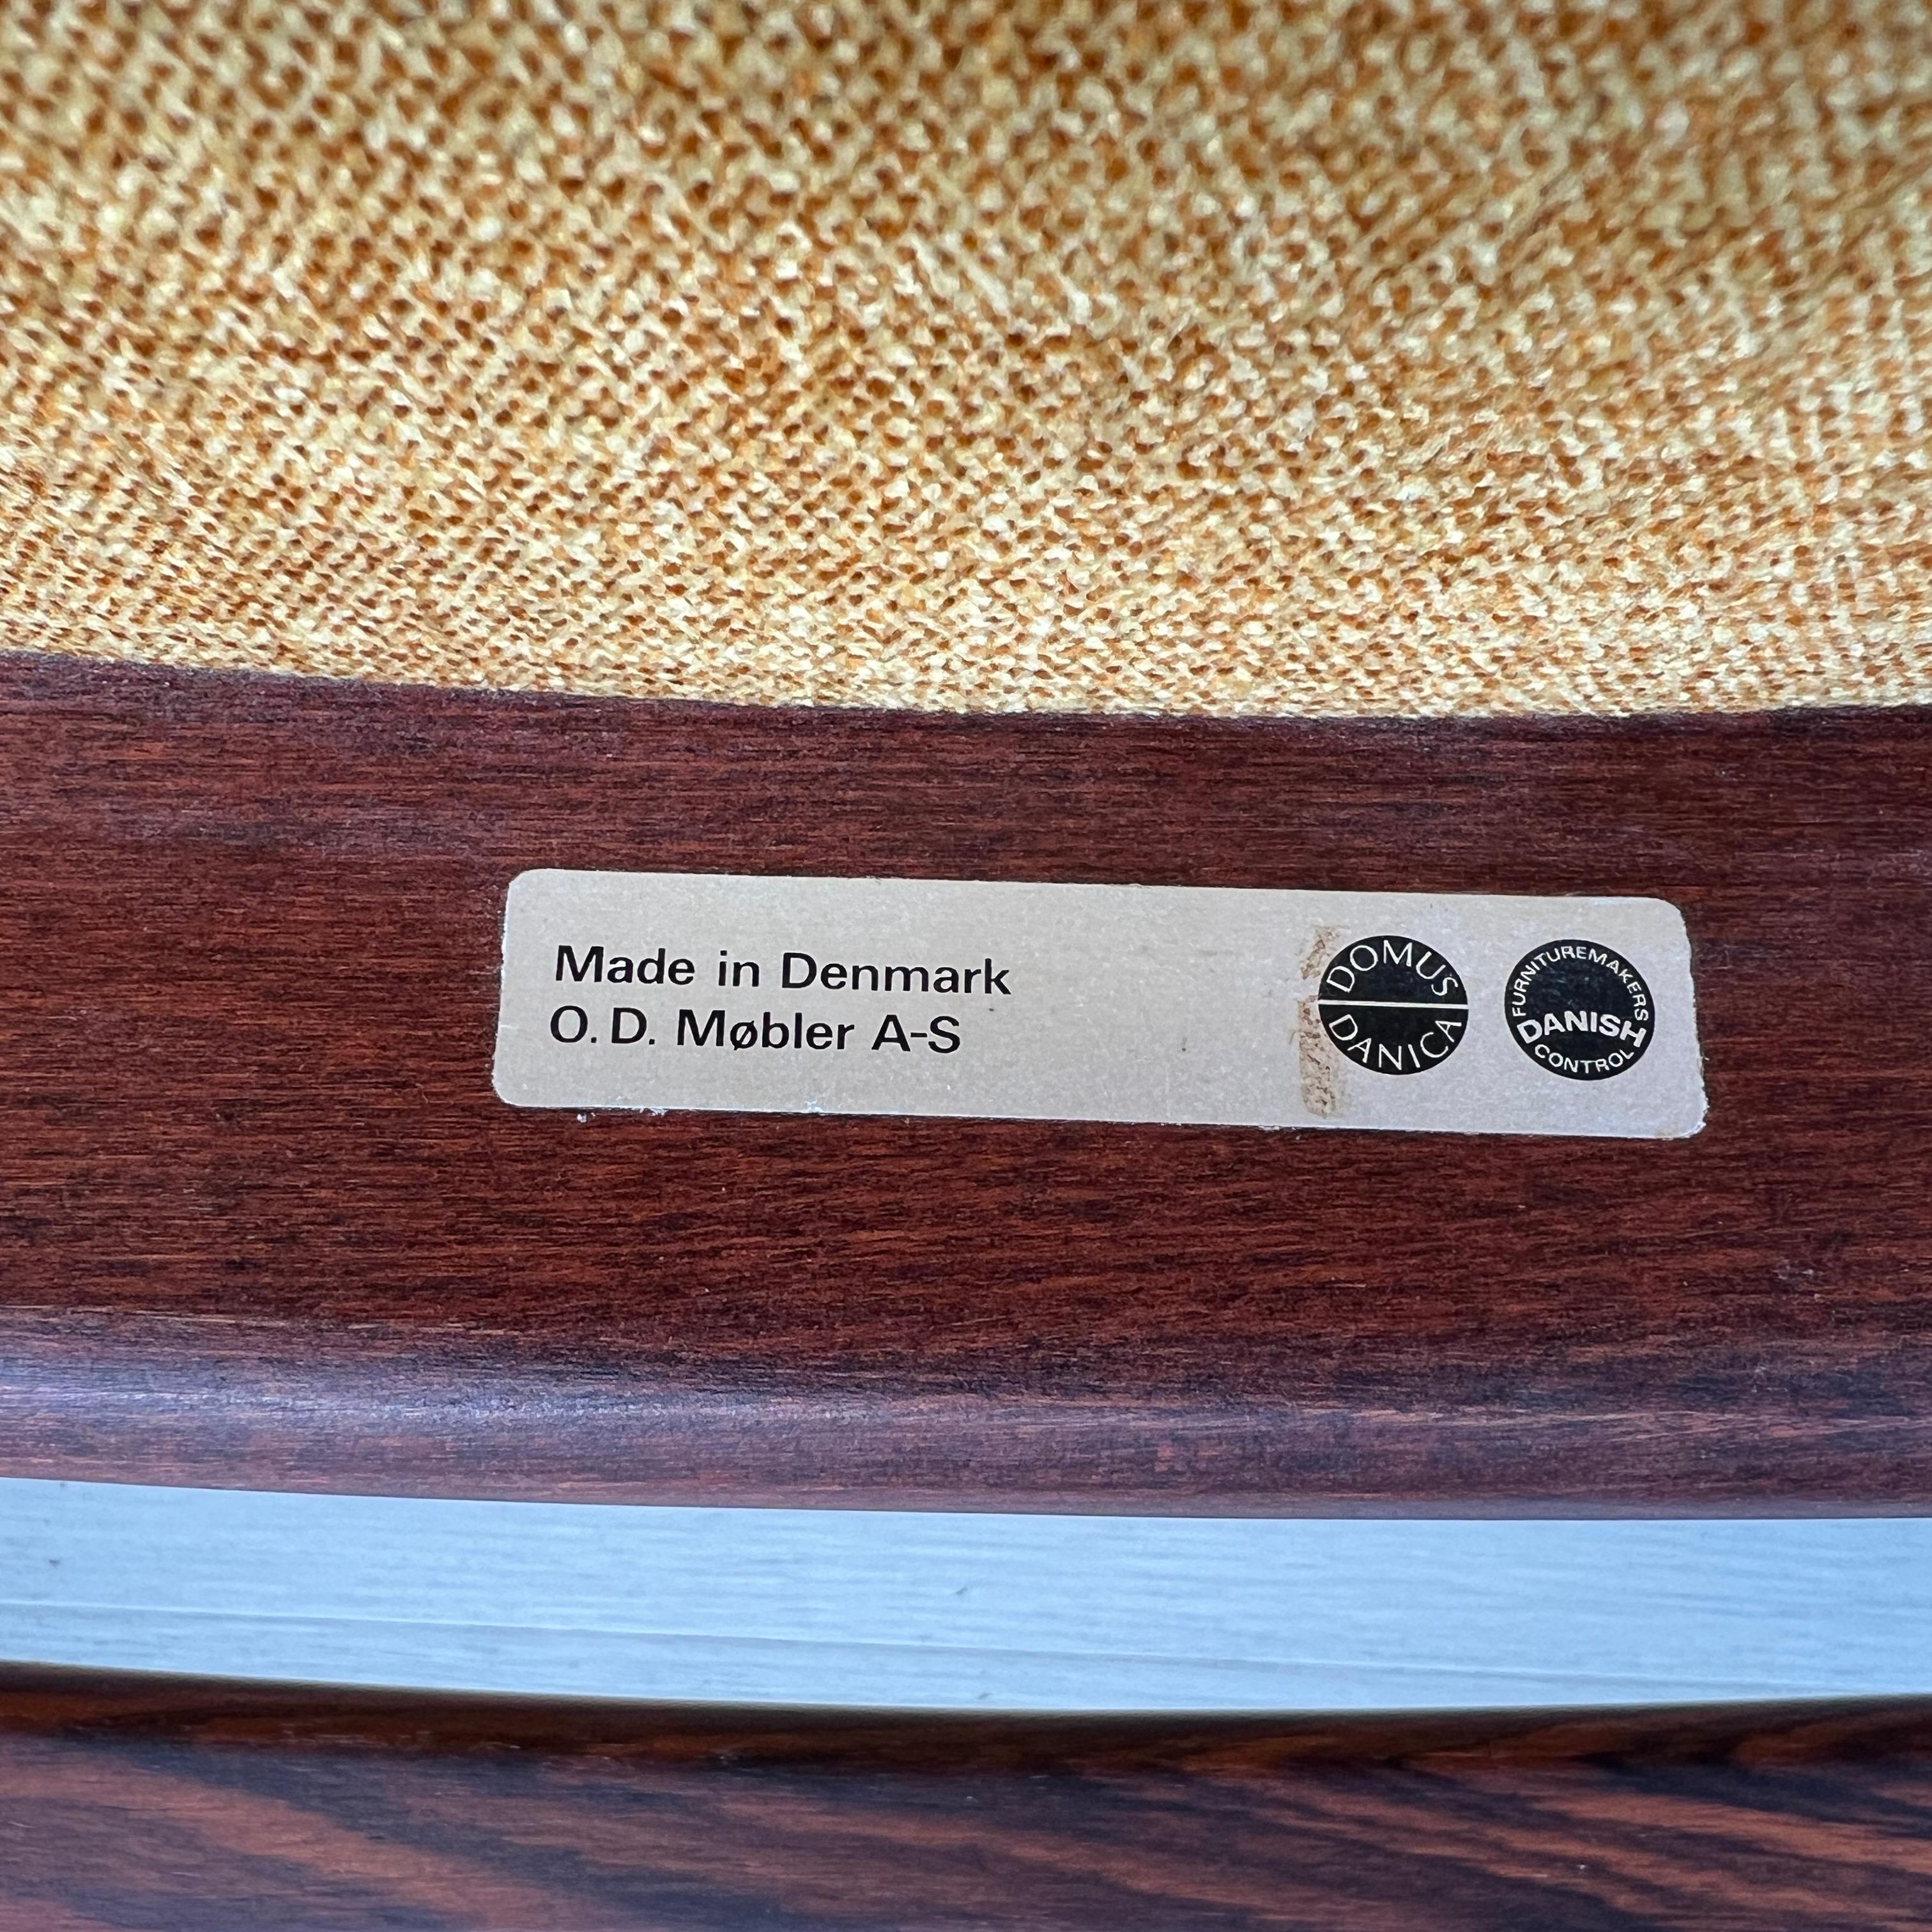 Made in Denmark
O. D. Møbler A-S
DOMUS
DANICA
FURNITUREMAKERS
DANISH
CONTROL